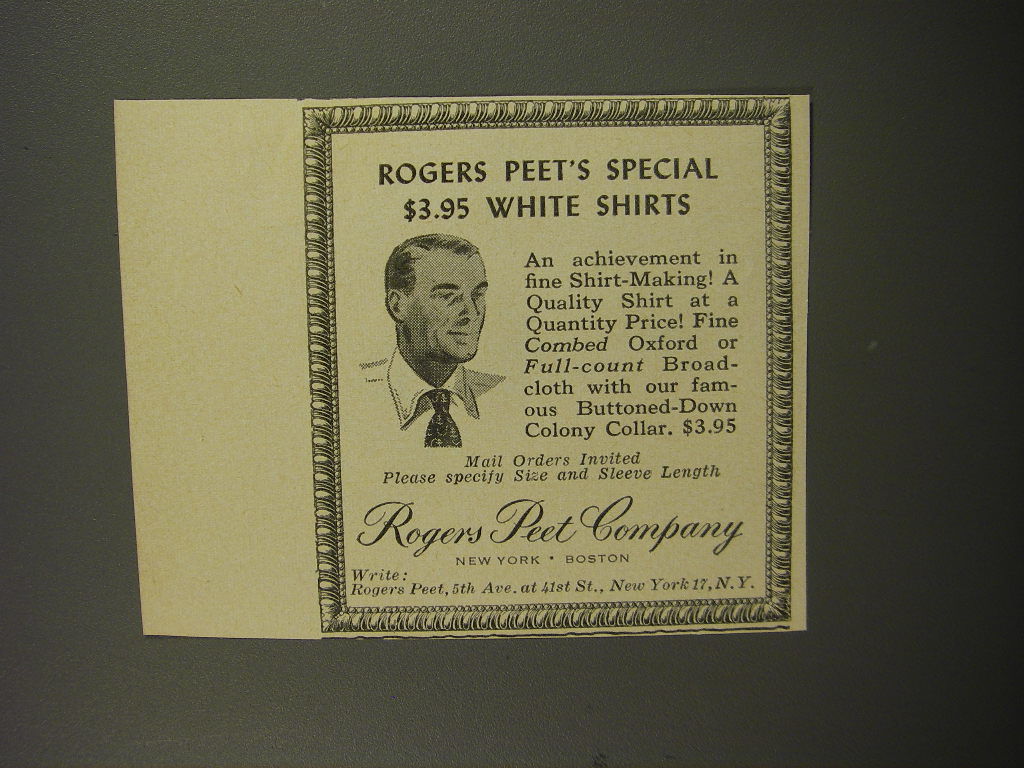 ROGERS PEET'S SPECIAL
$3.95 WHITE SHIRTS
An achievement in
fine Shirt-Making! A
Quality Shirt at a
Quantity Price! Fine
Combed Oxford or
Full-count Broad-
cloth with our fam-
ous Buttoned-Down
Colony Collar. $3.95
Mail Orders Invited
Please specify Size and Sleeve Length
Rogers Peet Company
NEW YORK • BOSTON
Write:
Rogers Peet, 5th Ave. at 41st St., New York 17, N. Y.